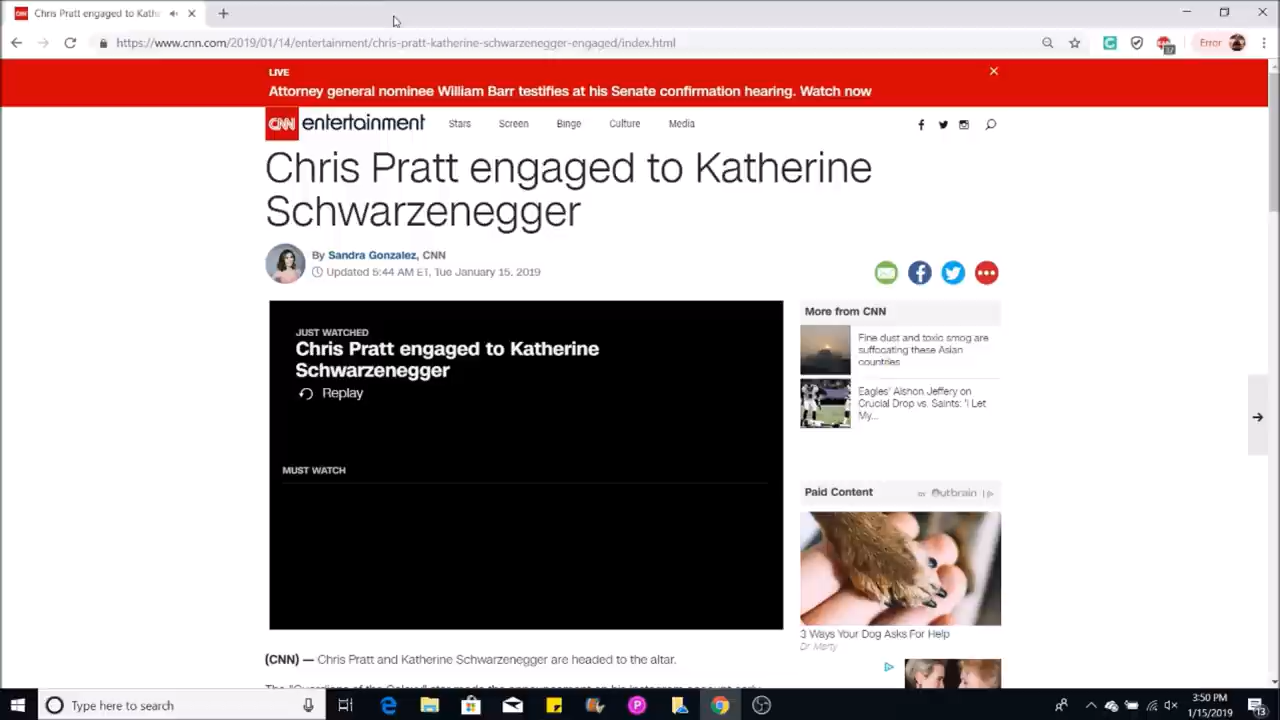 Chris Pratt engaged to Kath
https://www.cnn.com/2019/01/14/entertainment/chris-pratt-katherine-schwarzenegger-engaged/index.html
Error
37
LIVE
Attorney general nominee William Barr testifies at his Senate confirmation hearing. Watch now
CNN entertainment Stars Screen Binge Culture Media
Chris Pratt engaged to Katherine
Schwarzenegger
By Sandra Gonzalez, CNN
Updated 5:44 AM ET, Tue January 15, 2019
JUST WATCHED
Chris Pratt engaged to Katherine
Schwarzenegger
Replay
MUST WATCH
More from CNN
Fine dust and toxic smog are
suffocating these Asian
countries
Eagles' Alshon Jeffery on
Crucial Drop vs. Saints: 'I Let
My...
Paid Content by Outbrain
3 Ways Your Dog Asks For Help
Dr. Marty
(CNN) — Chris Pratt and Katherine Schwarzenegger are headed to the altar.
Type here to search
3:50 PM
1/15/2019
13